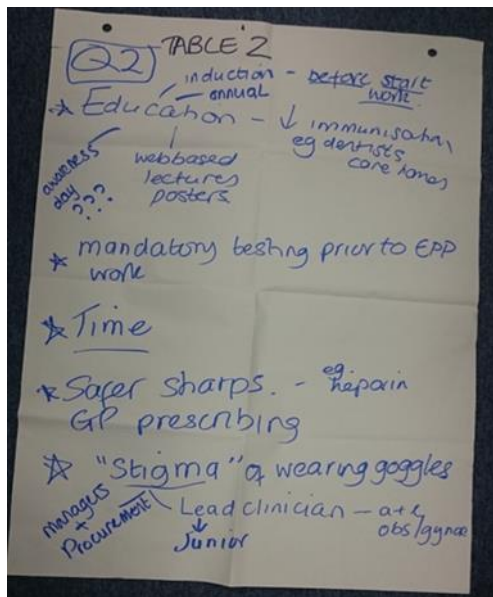 Q2 TABLE 2
induction - before start work.
annual
* Education - ↓ immunisation
eg dentists
care homes
awareness day ???
webbased
lectures
posters
* mandatory testing prior to EPP
work
* Time
* Safer sharps. - eg. heparin
GP prescribing
* "Stigma" of wearing goggles
managers + Procurement
Lead clinician - a+e
obs/gynae
↓
Junior